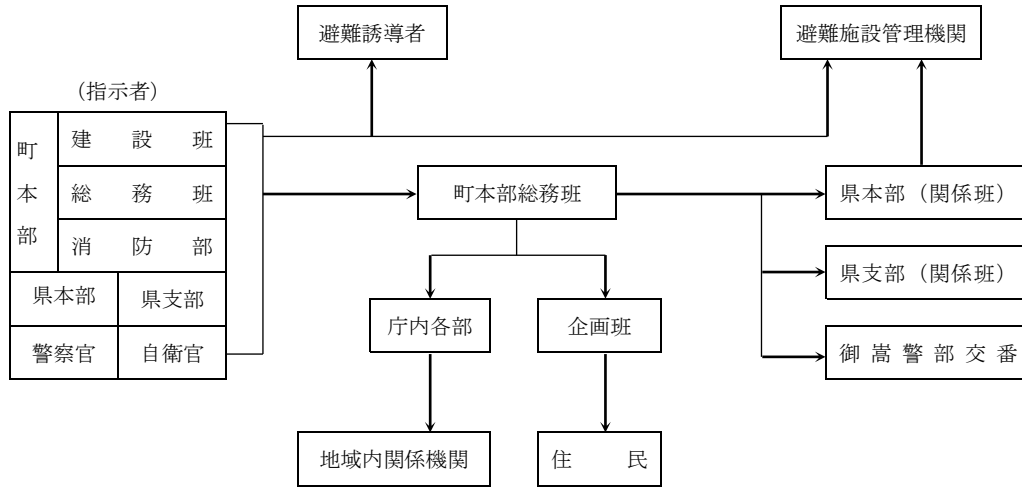 避難誘導者
避難施設管理機関
（指示者）
町本部
建設班
総務班
消防部
県本部
県支部
警察官
自衛官
町本部総務班
県本部（関係班）
県支部（関係班）
御嵩警部交番
庁内各部
企画班
地域内関係機関
住民